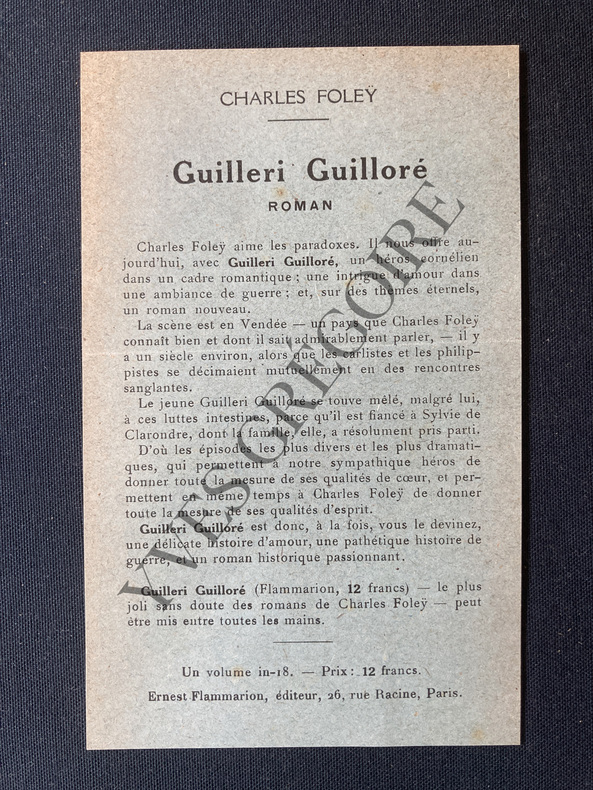 CHARLES FOLEŸ
Guilleri Guilloré
ROMAN
Charles Foleÿ aime les paradoxes. Il nous offre au-
jourd'hui, avec Guilleri Guilloré, un héros cornélien
dans un cadre romantique ; une intrigue d'amour dans
une ambiance de guerre ; et, sur des thèmes éternels,
un roman nouveau.
La scène est en Vendée — un pays que Charles Foleÿ
connaît bien et dont il sait admirablement parler, — il y
a un siècle environ, alors que les carlistes et les philip-
pistes se décimaient mutuellement en des rencontres
sanglantes.
Le jeune Guilleri Guilloré se touve mêlé, malgré lui,
à ces luttes intestines, parce qu'il est fiancé à Sylvie de
Clarondre, dont la famille, elle, a résolument pris parti.
D'où les épisodes les plus divers et les plus dramati-
ques, qui permettent à notre sympathique héros de
donner toute la mesure de ses qualités de cœur, et per-
mettent en même temps à Charles Foleÿ de donner
toute la mesure de ses qualités d'esprit.
Guilleri Guilloré est donc, à la fois, vous le devinez,
une délicate histoire d'amour, une pathétique histoire de
guerre, et un roman historique passionnant.
Guilleri Guilloré (Flammarion, 12 francs) — le plus
joli sans doute des romans de Charles Foleÿ — peut
être mis entre toutes les mains.
Un volume in-18. — Prix : 12 francs.
Ernest Flammarion, éditeur, 26, rue Racine, Paris.
YVES GRÉGOIRE